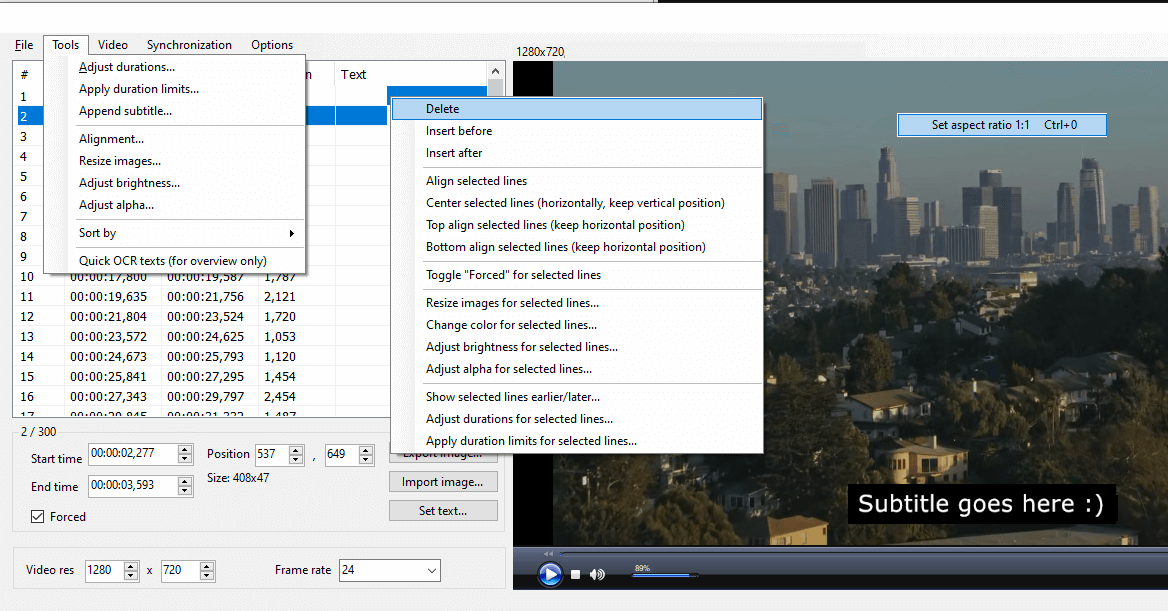 File Tools Video Synchronization Options
1280x720
# Text
Adjust durations...
Apply duration limits...
Append subtitle...
Alignment...
Resize images...
Adjust brightness...
Adjust alpha...
Sort by
Quick OCR texts (for overview only)
1
2
3
4
5
6
7
8
9
10 00:00:17,800 00:00:19,587 1,787
11 00:00:19,635 00:00:21,756 2,121
12 00:00:21,804 00:00:23,524 1,720
13 00:00:23,572 00:00:24,625 1,053
14 00:00:24,673 00:00:25,793 1,120
15 00:00:25,841 00:00:27,295 1,454
16 00:00:27,343 00:00:29,797 2,454
17
Delete
Insert before
Insert after
Align selected lines
Center selected lines (horizontally, keep vertical position)
Top align selected lines (keep horizontal position)
Bottom align selected lines (keep horizontal position)
Toggle "Forced" for selected lines
Resize images for selected lines...
Change color for selected lines...
Adjust brightness for selected lines...
Adjust alpha for selected lines...
Show selected lines earlier/later...
Adjust durations for selected lines...
Apply duration limits for selected lines...
Set aspect ratio 1:1 Ctrl+0
2 / 300
Start time 00:00:02,277 Position 537 , 649 Export image...
End time 00:00:03,593 Size: 408x47 Import image...
Forced Set text...
Subtitle goes here :)
Video res 1280 x 720 Frame rate 24
89%